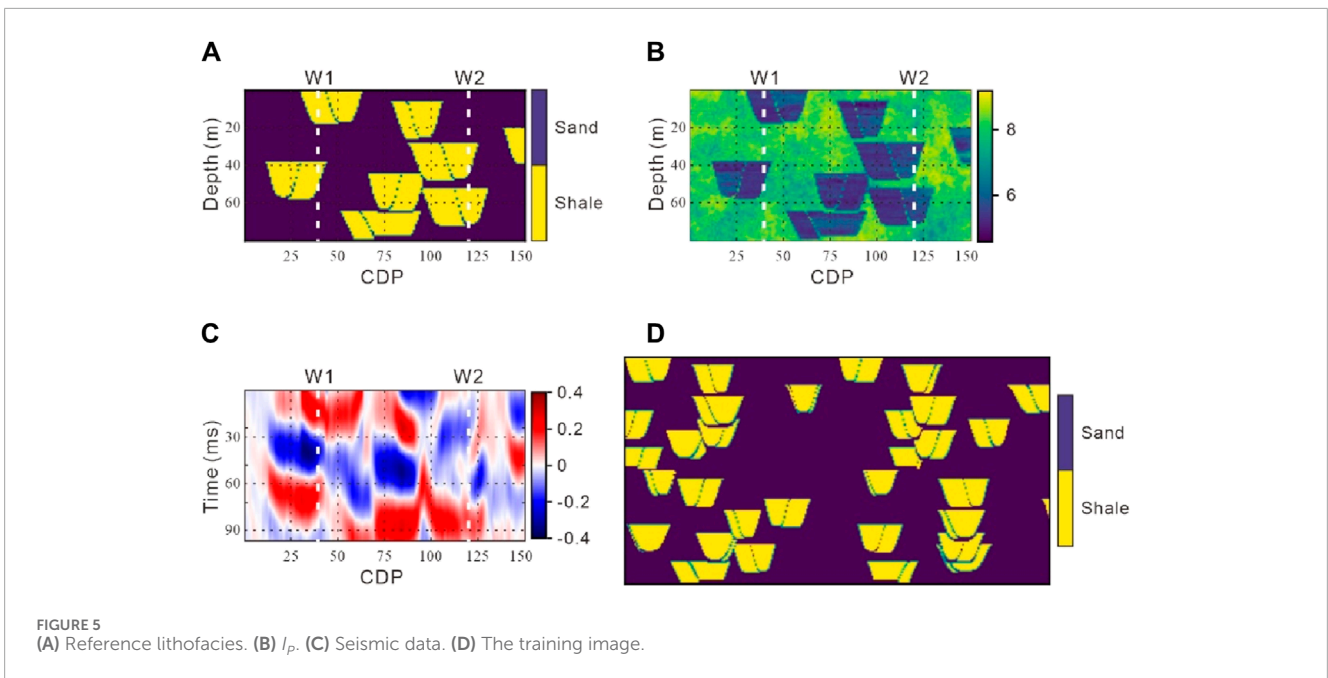 A
W1 W2
Depth (m)
20
40
60
25 50 75 100 125 150
CDP
Sand
Shale
B
W1 W2
Depth (m)
20
40
60
25 50 75 100 125 150
CDP
8
6
C
W1 W2
Time (ms)
30
60
90
25 50 75 100 125 150
CDP
0.4
0.2
0
-0.2
-0.4
D
Sand
Shale
FIGURE 5
(A) Reference lithofacies. (B) IP. (C) Seismic data. (D) The training image.